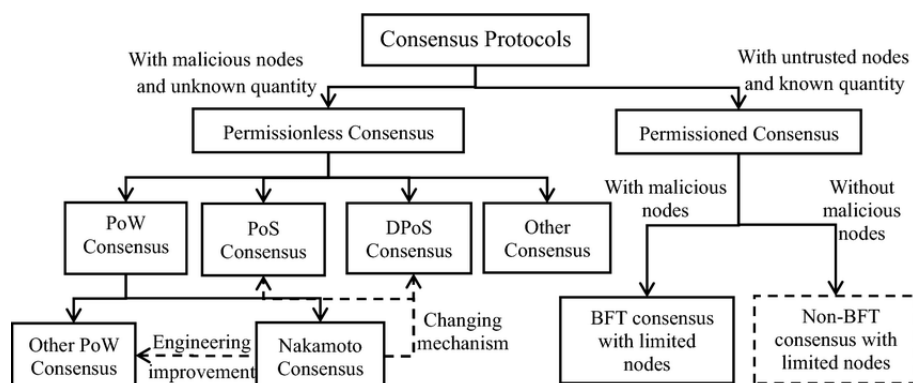 Consensus Protocols
With malicious nodes
and unknown quantity
With untrusted nodes
and known quantity
Permissionless Consensus
Permissioned Consensus
With malicious
nodes
Without
malicious
nodes
PoW
Consensus
PoS
Consensus
DPoS
Consensus
Other
Consensus
Other PoW
Consensus
Engineering
improvement
Nakamoto
Consensus
Changing
mechanism
BFT consensus
with limited
nodes
Non-BFT
consensus with
limited nodes